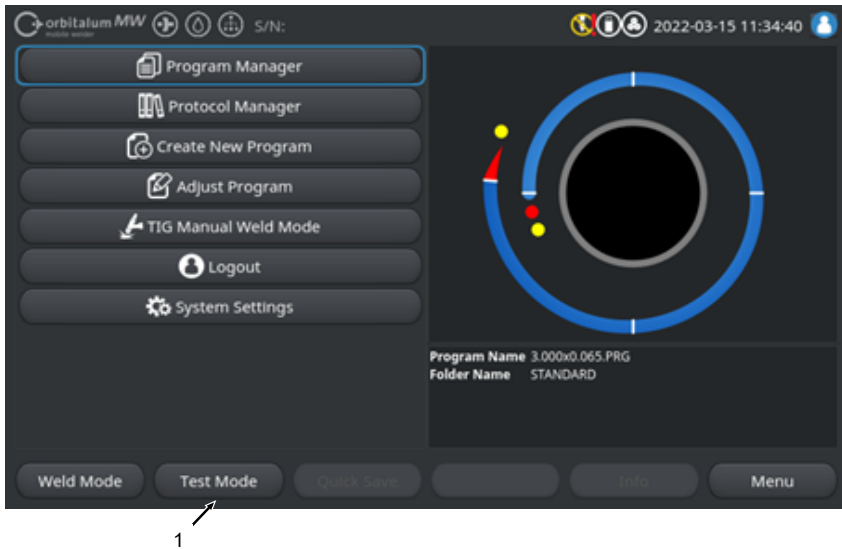 orbitalum MW S/N: 2022-03-15 11:34:40
mobile welder
Program Manager
Protocol Manager
Create New Program
Adjust Program
TIG Manual Weld Mode
Logout
System Settings
Program Name 3.000x0.065.PRG
Folder Name STANDARD
Weld Mode Test Mode Quick Save Info Menu
1